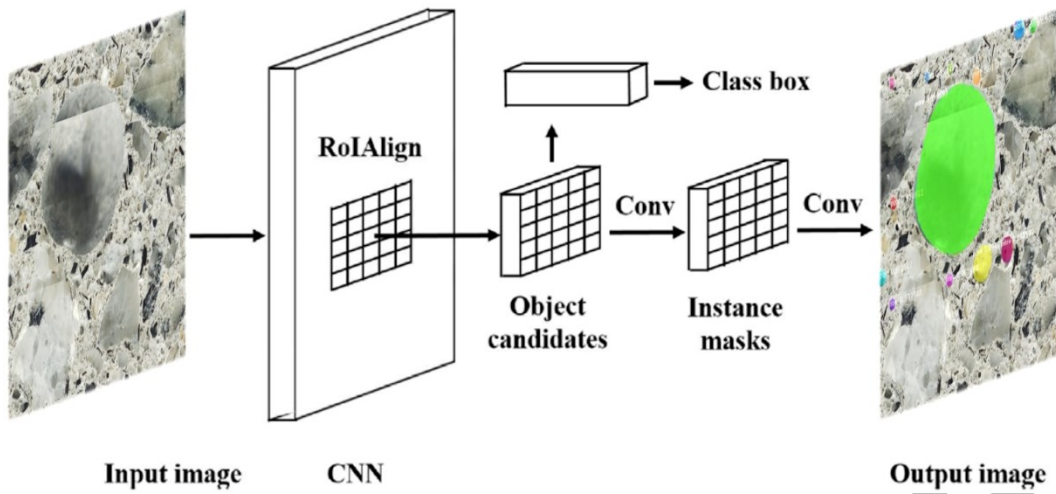 Class box
RoIAlign
Conv
Conv
Object
candidates
Instance
masks
Input image
CNN
Output image